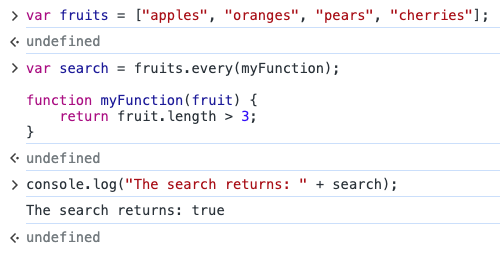 > var fruits = ["apples", "oranges", "pears", "cherries"];
undefined
> var search = fruits.every(myFunction);
function myFunction(fruit) {
    return fruit.length > 3;
}
undefined
> console.log("The search returns: " + search);
The search returns: true
undefined